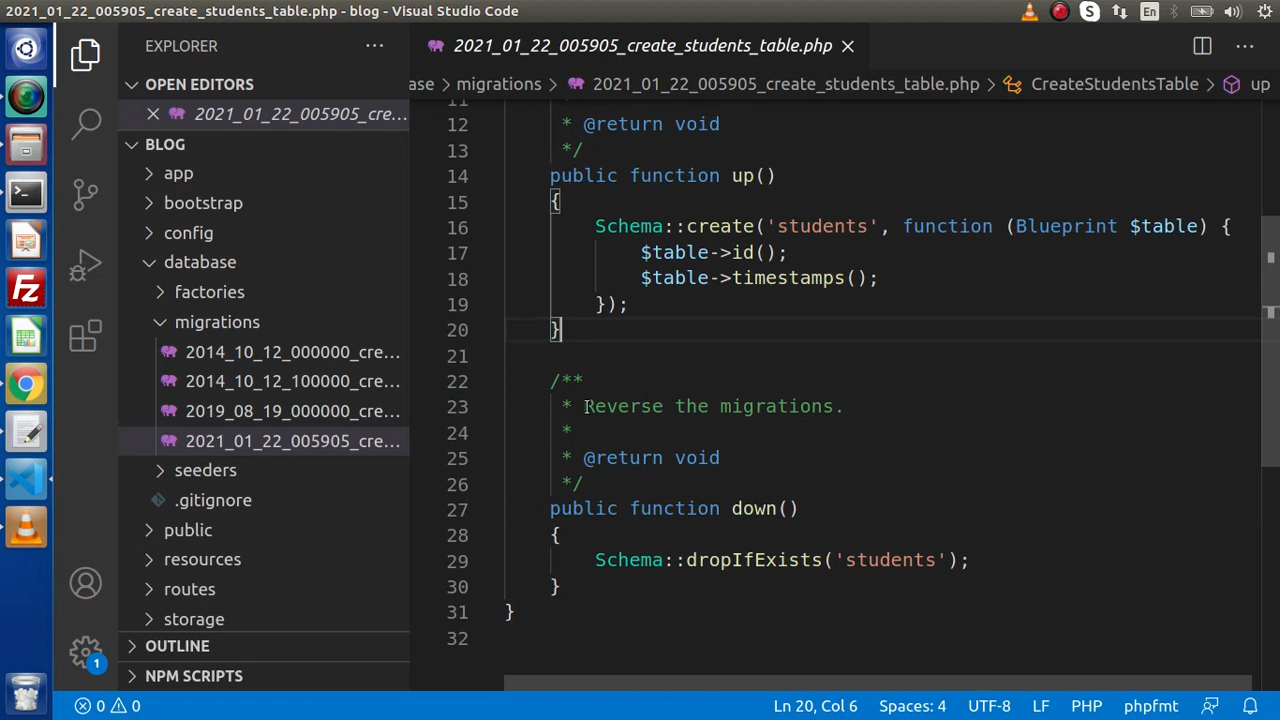 2021_01_22_005905_create_students_table.php - blog - Visual Studio Code
S
En
EXPLORER
OPEN EDITORS
2021_01_22_005905_cre...
BLOG
app
bootstrap
config
database
factories
migrations
2014_10_12_000000_cre...
2014_10_12_100000_cre...
2019_08_19_000000_cre...
2021_01_22_005905_cre...
seeders
.gitignore
public
resources
routes
storage
OUTLINE
NPM SCRIPTS
Fz
1
2021_01_22_005905_create_students_table.php
ase > migrations > 2021_01_22_005905_create_students_table.php > CreateStudentsTable > up
11 *
12 * @return void
13 */
14 public function up()
15 {
16 Schema::create('students', function (Blueprint $table) {
17 $table->id();
18 $table->timestamps();
19 });
20 }
21
22 /**
23 * Reverse the migrations.
24 *
25 * @return void
26 */
27 public function down()
28 {
29 Schema::dropIfExists('students');
30 }
31 }
32
0 0 Ln 20, Col 6 Spaces: 4 UTF-8 LF PHP phpfmt